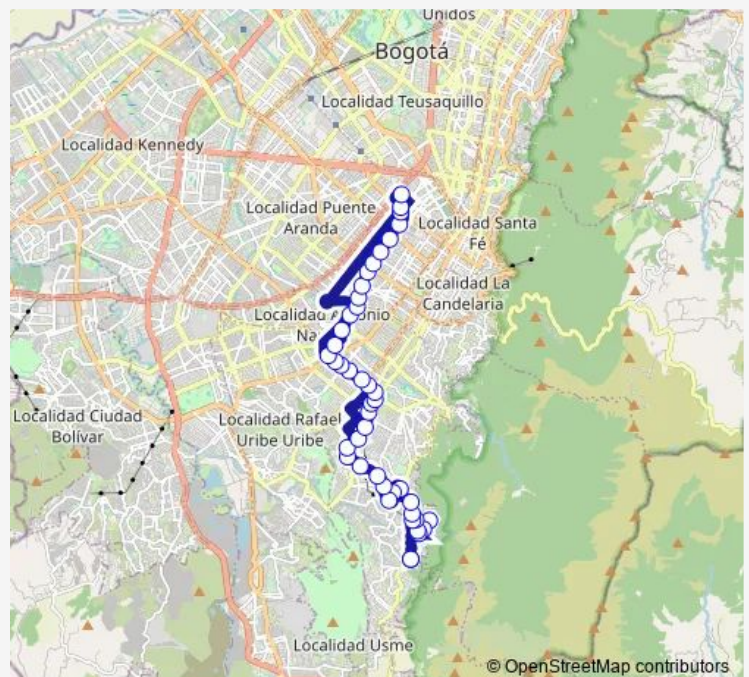 Unidos
Bogotá
Localidad Teusaquillo
Localidad Kennedy
Localidad Puente
Aranda
Localidad Santa
Fé
Localidad La
Candelaria
Localidad
Localidad Rafael
Uribe Uribe
Localidad Ciudad
Bolívar
Localidad Usme
© OpenStreetMap contributors